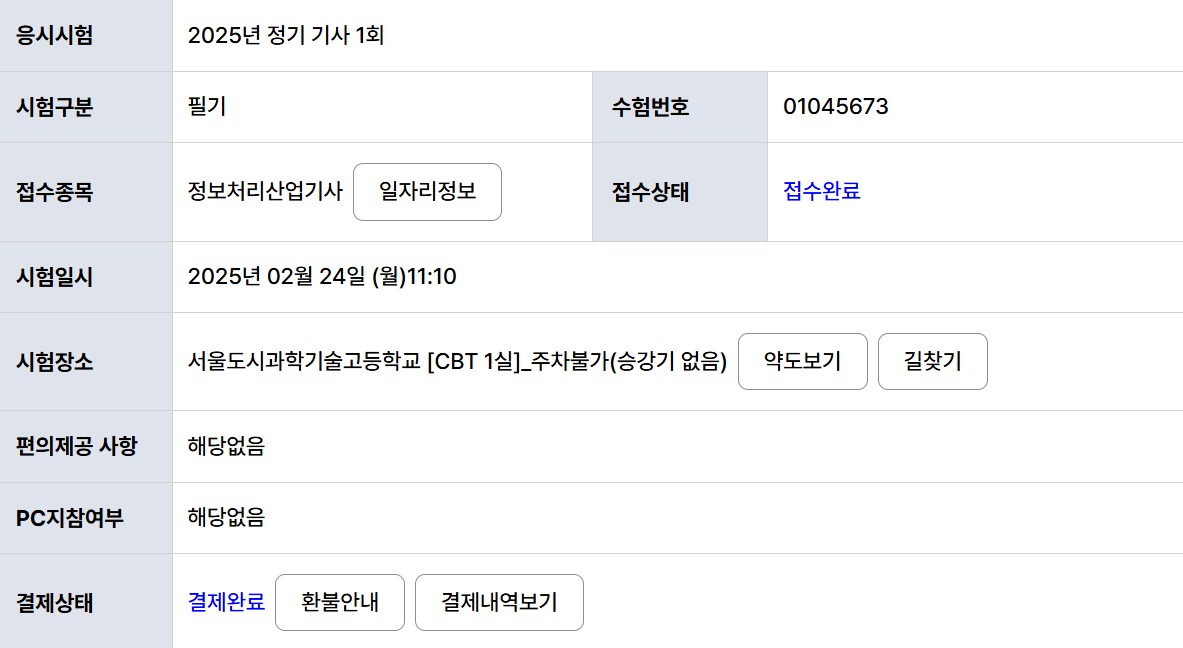 응시시험 2025년 정기 기사 1회
시험구분 필기 수험번호 01045673
접수종목 정보처리산업기사 일자리정보 접수상태 접수완료
시험일시 2025년 02월 24일 (월)11:10
시험장소 서울도시과학기술고등학교 [CBT 1실]_주차불가(승강기 없음) 약도보기 길찾기
편의제공 사항 해당없음
PC지참여부 해당없음
결제상태 결제완료 환불안내 결제내역보기